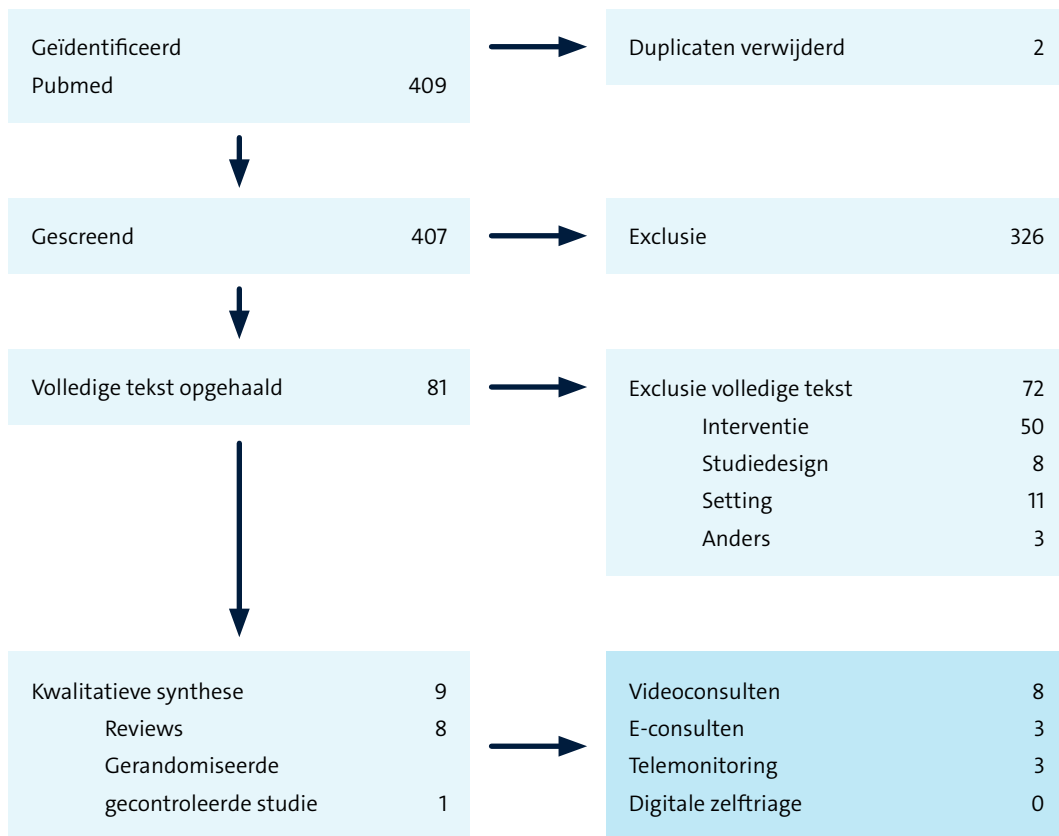 Geïdentificeerd
Pubmed 409
Duplicaten verwijderd 2
Gescreend 407
Exclusie 326
Volledige tekst opgehaald 81
Exclusie volledige tekst 72
Interventie 50
Studiedesign 8
Setting 11
Anders 3
Kwalitatieve synthese 9
Reviews 8
Gerandomiseerde
gecontroleerde studie 1
Videoconsulten 8
E-consulten 3
Telemonitoring 3
Digitale zelftriage 0